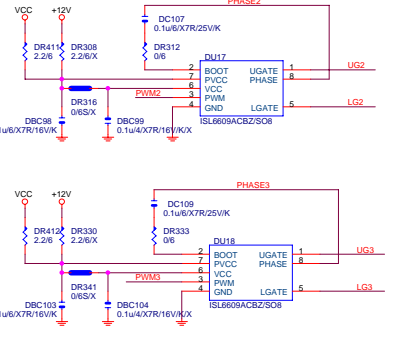 PHASE2
VCC
+12V
DC107
0.1u/6/X7R/25V/K
DR411
2.2/6
DR308
2.2/6/X
DR312
0/6
DU17
2
BOOT
UGATE
1
UG2
7
PVCC
PHASE
8
6
VCC
PWM2
3
PWM
4
GND
LGATE
5
LG2
ISL6609ACBZ/SO8
DR316
0/6S/X
DBC98
1u/6/X7R/16V/K
DBC99
0.1u/4/X7R/16V/K/X
PHASE3
VCC
+12V
DC109
0.1u/6/X7R/25V/K
DR412
2.2/6
DR330
2.2/6/X
DR333
0/6
DU18
2
BOOT
UGATE
1
UG3
7
PVCC
PHASE
8
6
VCC
PWM3
3
PWM
4
GND
LGATE
5
LG3
ISL6609ACBZ/SO8
DR341
0/6S/X
DBC103
1u/6/X7R/16V/K
DBC104
0.1u/4/X7R/16V/K/X